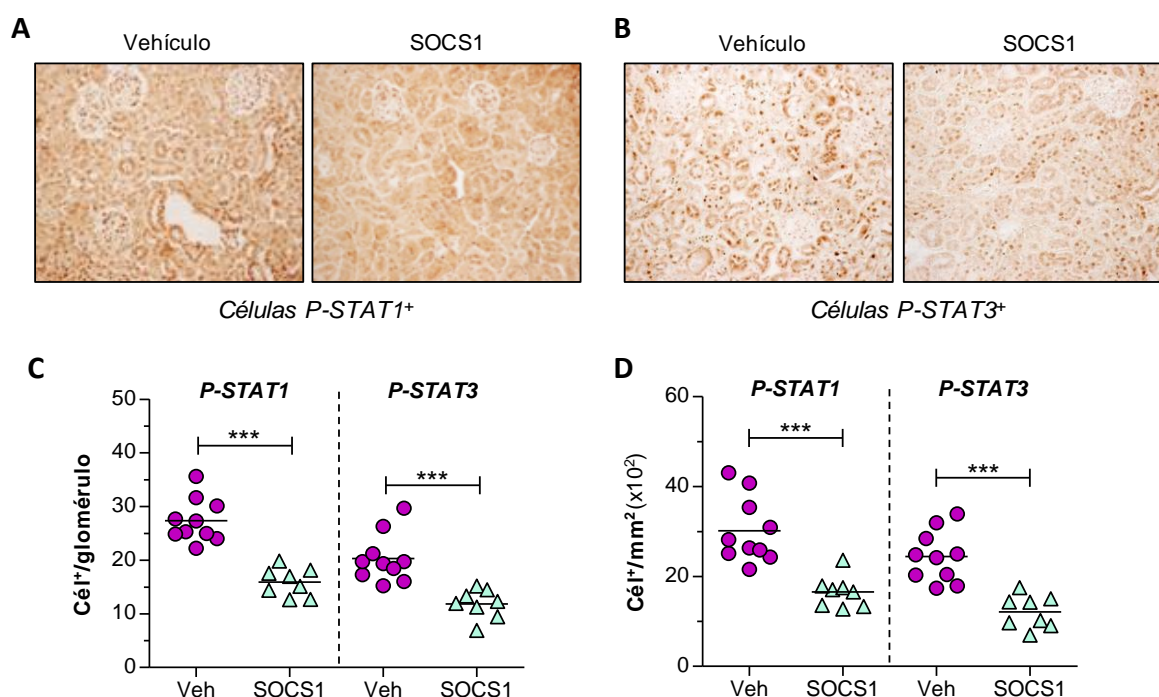 A
Vehículo
SOCS1
B
Vehículo
SOCS1
Células P-STAT1+
Células P-STAT3+
C
P-STAT1
P-STAT3
***
***
50
40
30
20
10
0
Cél+/glomérulo
Veh
SOCS1
Veh
SOCS1
D
P-STAT1
P-STAT3
***
***
60
40
20
0
Cél+/mm² (x10²)
Veh
SOCS1
Veh
SOCS1